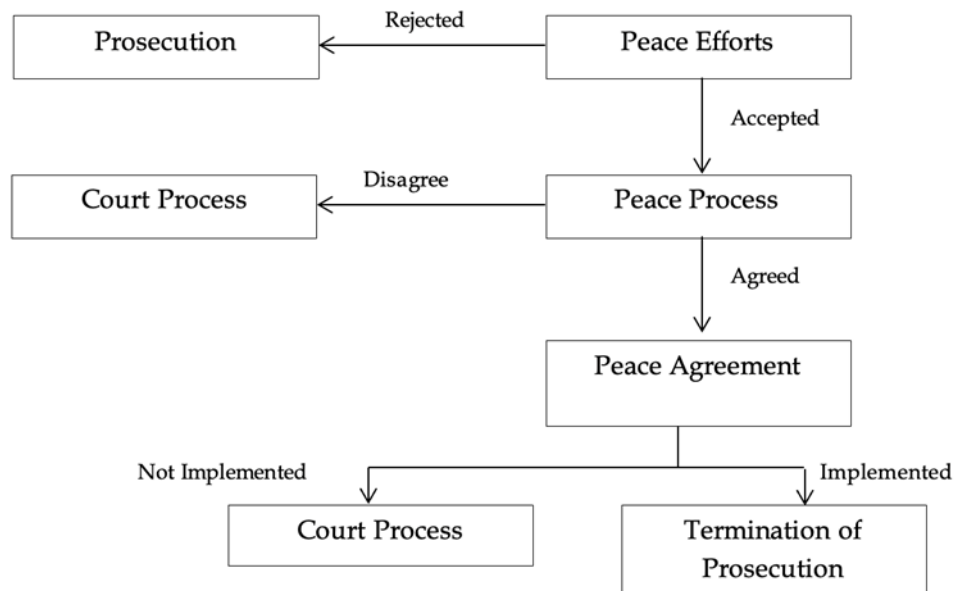 Rejected
Prosecution
Peace Efforts
Accepted
Disagree
Court Process
Peace Process
Agreed
Peace Agreement
Not Implemented
Implemented
Court Process
Termination of
Prosecution